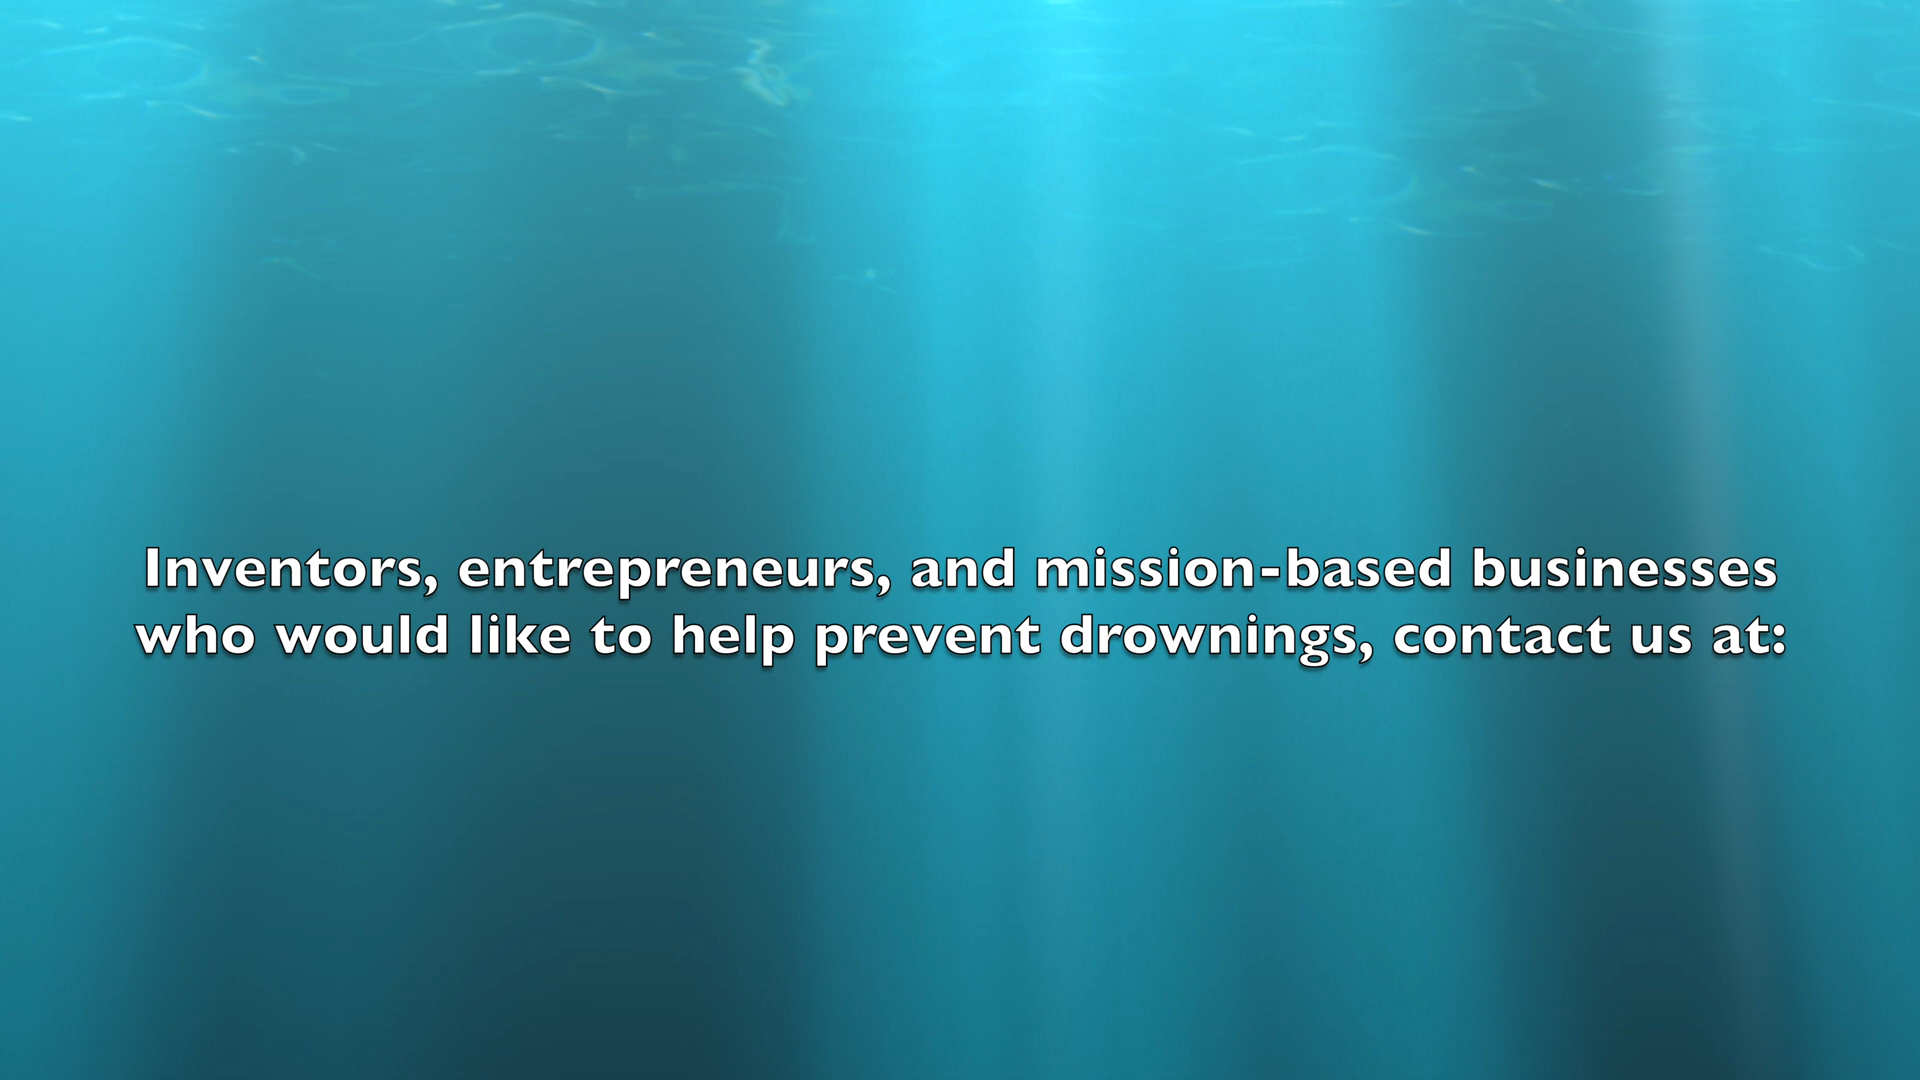 Inventors, entrepreneurs, and mission-based businesses
who would like to help prevent drownings, contact us at: